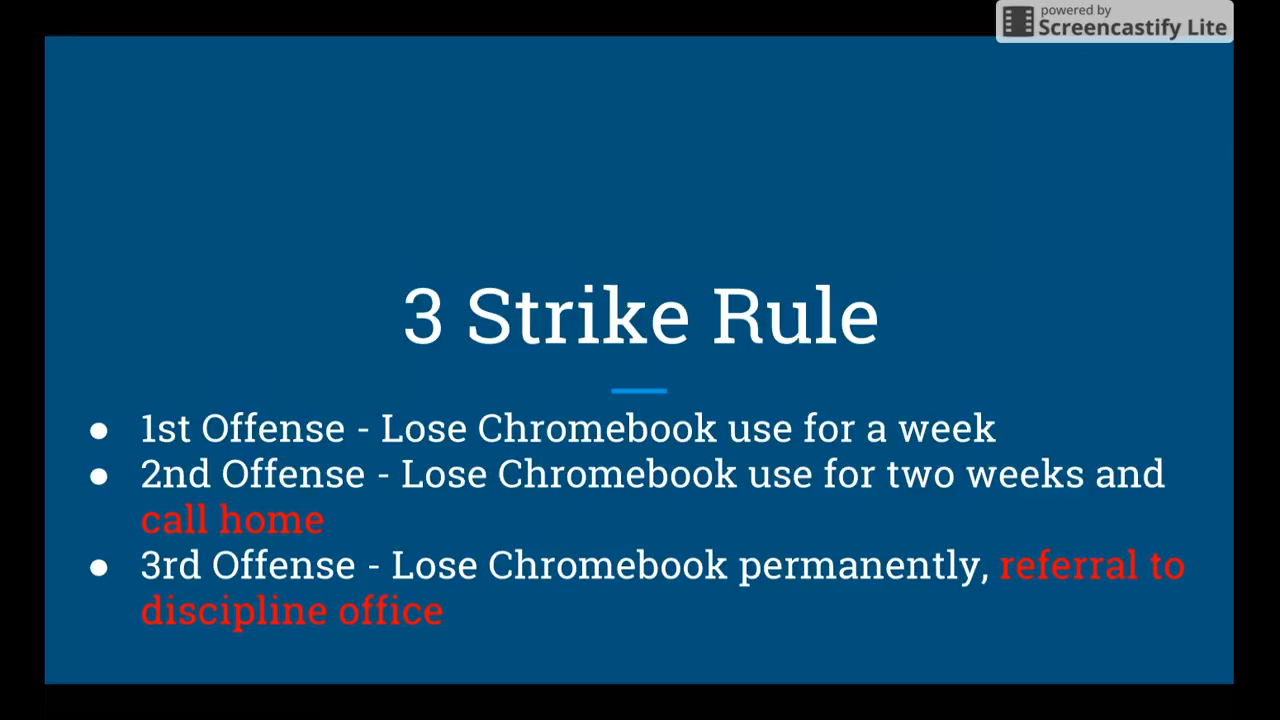 powered by
Screencastify Lite
3 Strike Rule
● 1st Offense - Lose Chromebook use for a week
● 2nd Offense - Lose Chromebook use for two weeks and
call home
● 3rd Offense - Lose Chromebook permanently, referral to
discipline office